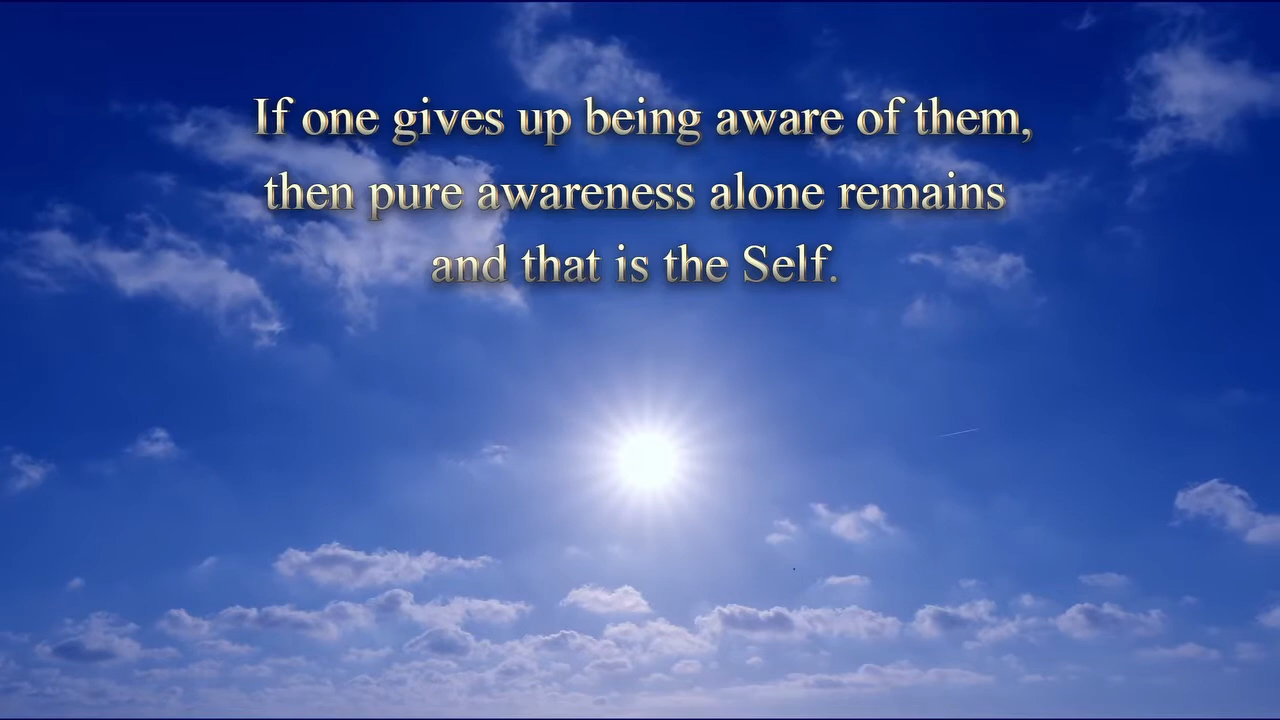 If one gives up being aware of them,
then pure awareness alone remains
and that is the Self.